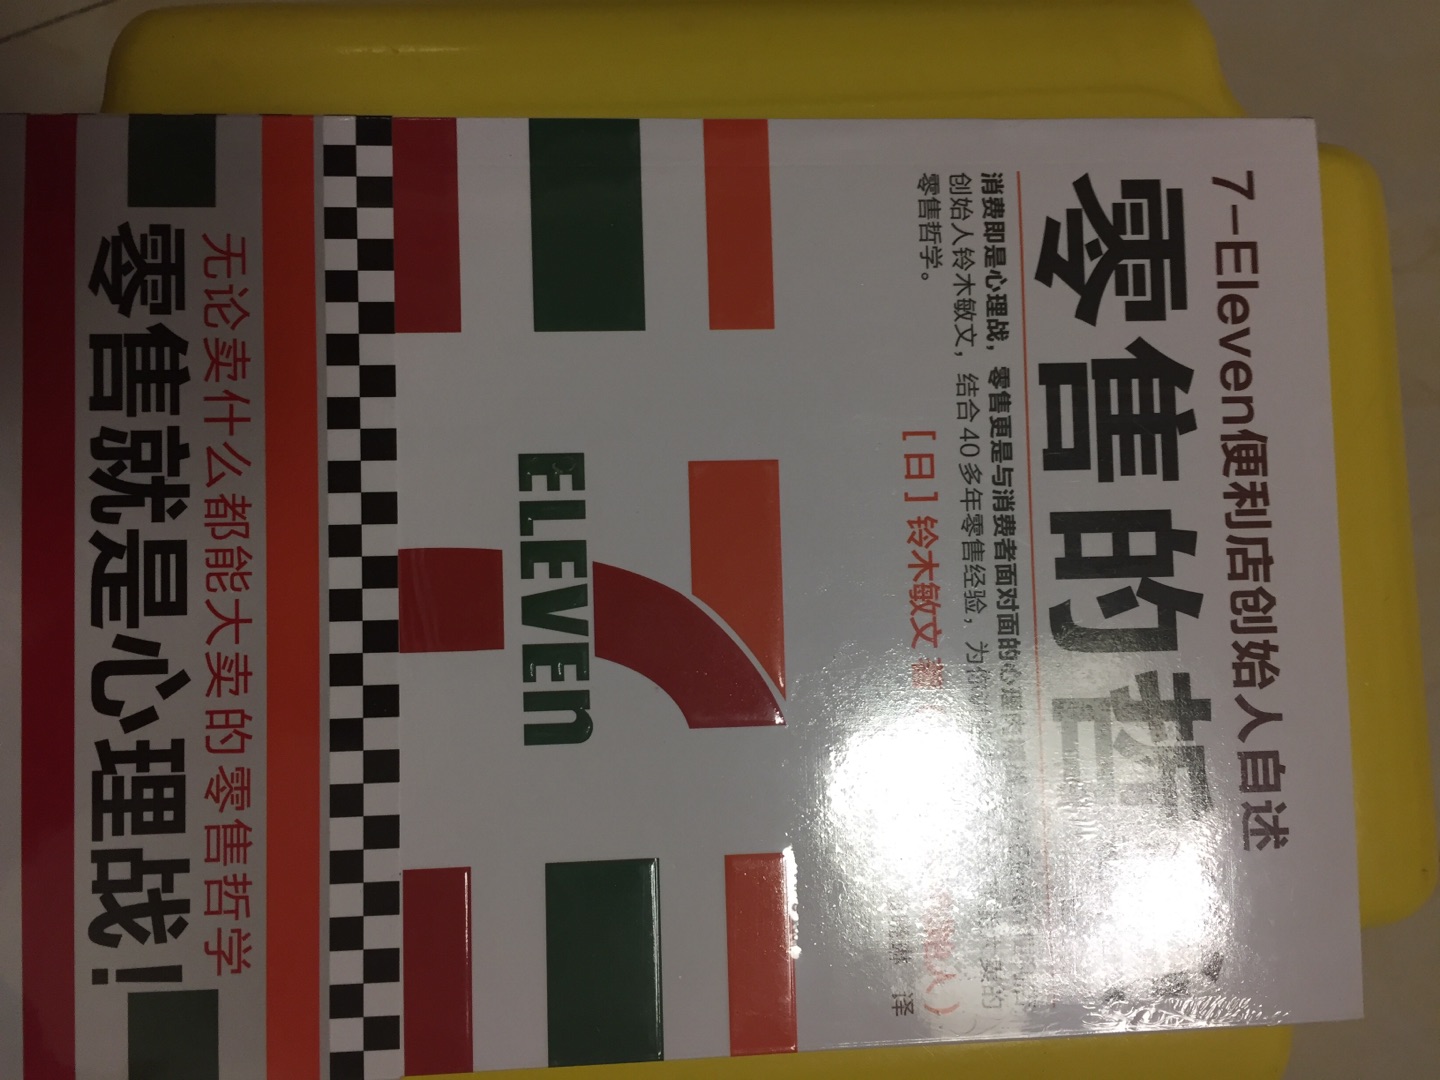 7-Eleven便利店创始人自述
零售的哲
消费即是心理战，零售更是与消费者面对面的心理
创始人铃木敏文，结合40多年零售经验，为你
零售哲学。
[日]铃木敏文 著
译
ELEVEn
无论卖什么都能大卖的零售哲学
零售就是心理战！